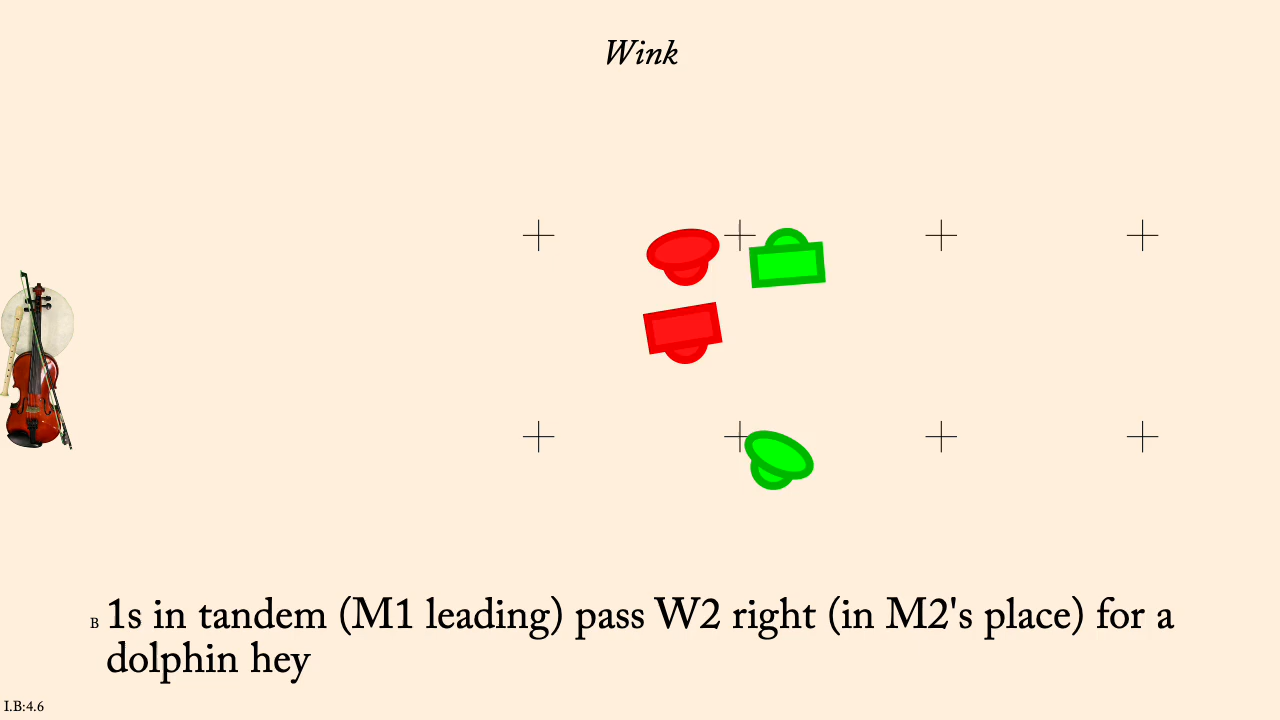 Wink
B 1s in tandem (M1 leading) pass W2 right (in M2's place) for a
dolphin hey
I.B:4.6